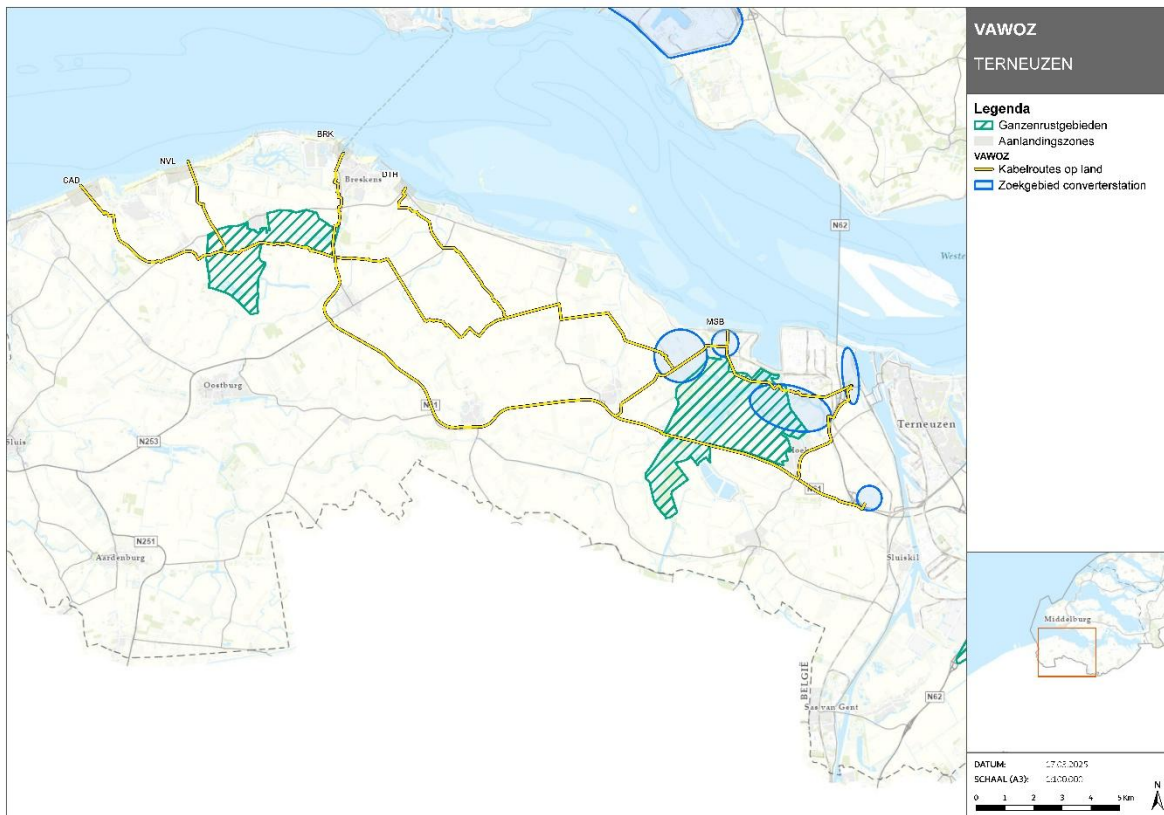 VAWOZ
TERNEUZEN
Legenda
Ganzenrustgebieden
Aanlandingszones
VAWOZ
Kabelroutes op land
Zoekgebied converterstation
BRK
NVL
CAD
Breskens
DTH
N62
MSB
Oostburg
N61
Terneuzen
Sluis
N253
N251
Aardenburg
Sluiskil
BELGIË
Sas van Gent
N62
Middelburg
DATUM:
17.03.2025
SCHAAL (A3):
1:100.000
N
0 1 2 3 4 5 Km